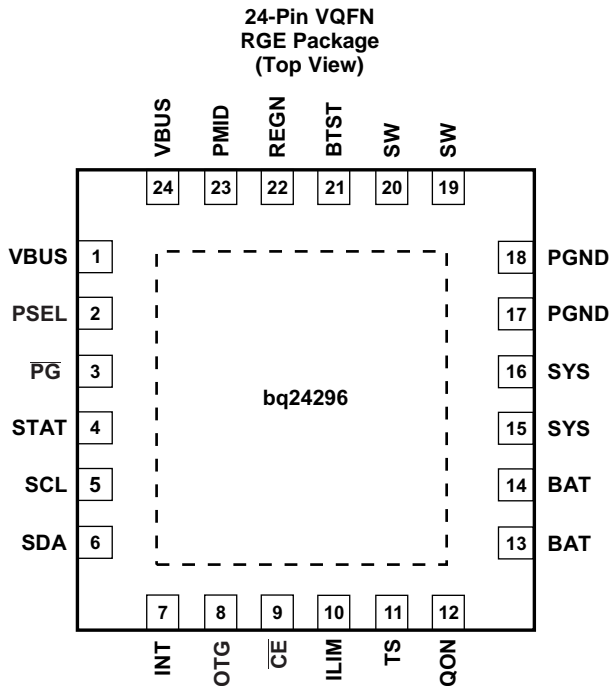 24-Pin VQFN
RGE Package
(Top View)
VBUS PMID REGN BTST SW SW
24 23 22 21 20 19
VBUS 1 18 PGND
PSEL 2 17 PGND
P̅G̅ 3 16 SYS
bq24296
STAT 4 15 SYS
SCL 5 14 BAT
SDA 6 13 BAT
7 8 9 10 11 12
INT OTG C̅E̅ ILIM TS QON